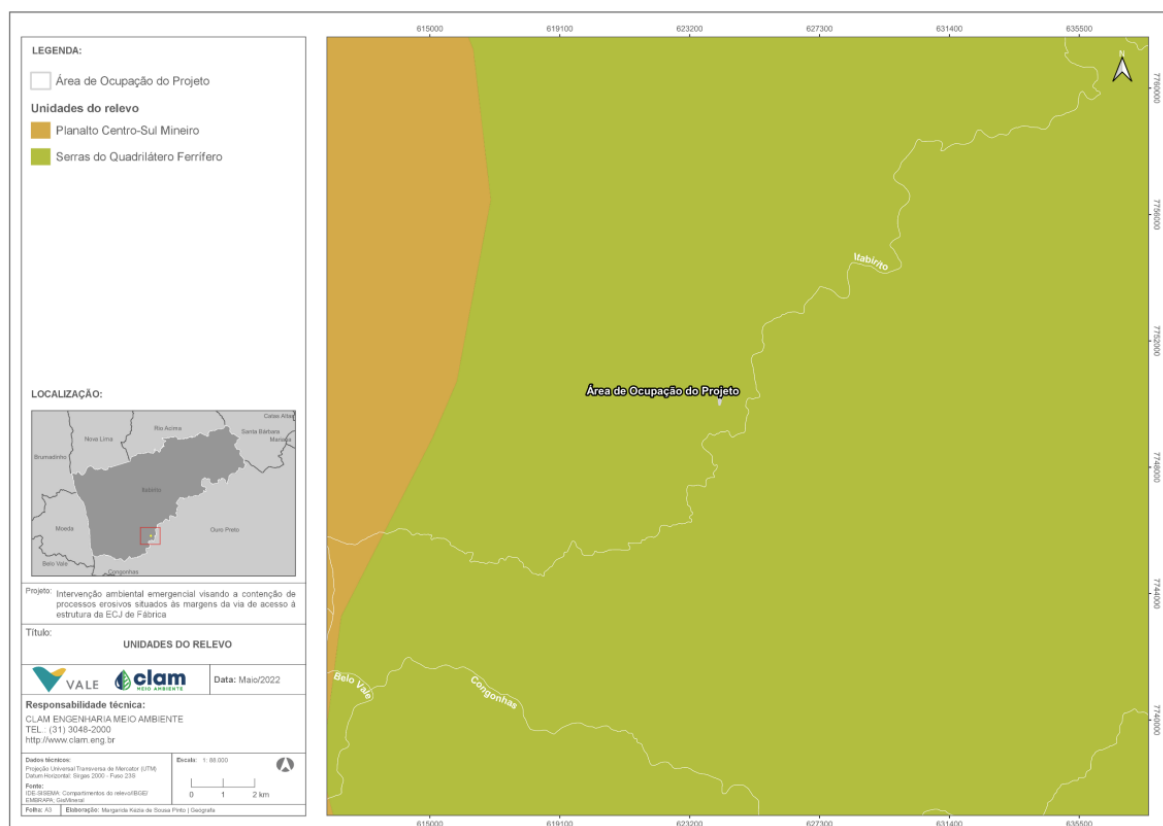 LEGENDA:
Área de Ocupação do Projeto
Unidades do relevo
Planalto Centro-Sul Mineiro
Serras do Quadrilátero Ferrífero
LOCALIZAÇÃO:
Catas Altas
Rio Acima
Santa Bárbara
Nova Lima
Mariana
Brumadinho
Itabirito
Moeda
Ouro Preto
Belo Vale
Congonhas
Projeto: Intervenção ambiental emergencial visando a contenção de
processos erosivos situados às margens da via de acesso à
estrutura da ECJ de Fábrica
Título:
UNIDADES DO RELEVO
VALE
clam
MEIO AMBIENTE
Data: Maio/2022
Responsabilidade técnica:
CLAM ENGENHARIA MEIO AMBIENTE
TEL.: (31) 3048-2000
http://www.clam.eng.br
Dados técnicos:
Projeção Universal Transversa de Mercator (UTM)
Datum Horizontal: Sirgas 2000 - Fuso 23S
Fonte:
IDE-SISEMA: Compartimentos do relevo/IBGE/
EMBRAPA; GeoMineral
Escala: 1: 88.000
0 1 2 km
Folha: A3 Elaboração: Margarida Kédia de Sousa Pinto | Geógrafa
615000 619100 623200 627300 631400 635500
N
7760000
7756000
Itabirito
7752000
Área de Ocupação do Projeto
7748000
7744000
Belo Vale
Congonhas
7740000
615000 619100 623200 627300 631400 635500